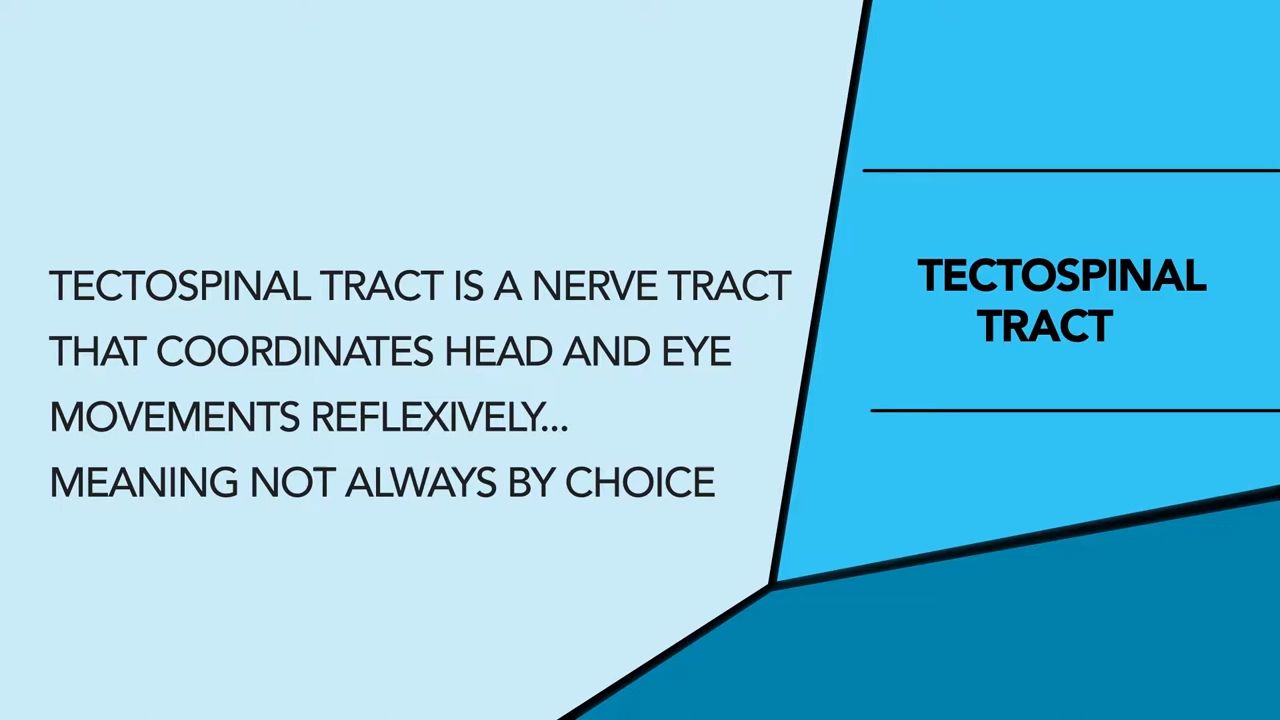 TECTOSPINAL TRACT IS A NERVE TRACT
THAT COORDINATES HEAD AND EYE
MOVEMENTS REFLEXIVELY...
MEANING NOT ALWAYS BY CHOICE
TECTOSPINAL
TRACT